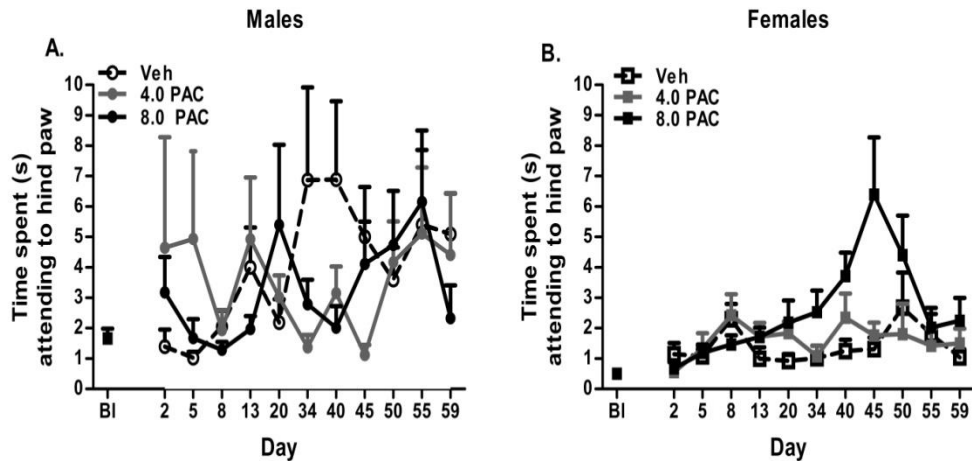 Males
Females
A.
Veh
4.0 PAC
8.0 PAC
Time spent (s)
attending to hind paw
10
9
8
7
6
5
4
3
2
1
0
BI 2 5 8 13 20 34 40 45 50 55 59
Day
B.
Veh
4.0 PAC
8.0 PAC
Time spent (s)
attending to hind paw
10
9
8
7
6
5
4
3
2
1
0
BI 2 5 8 13 20 34 40 45 50 55 59
Day